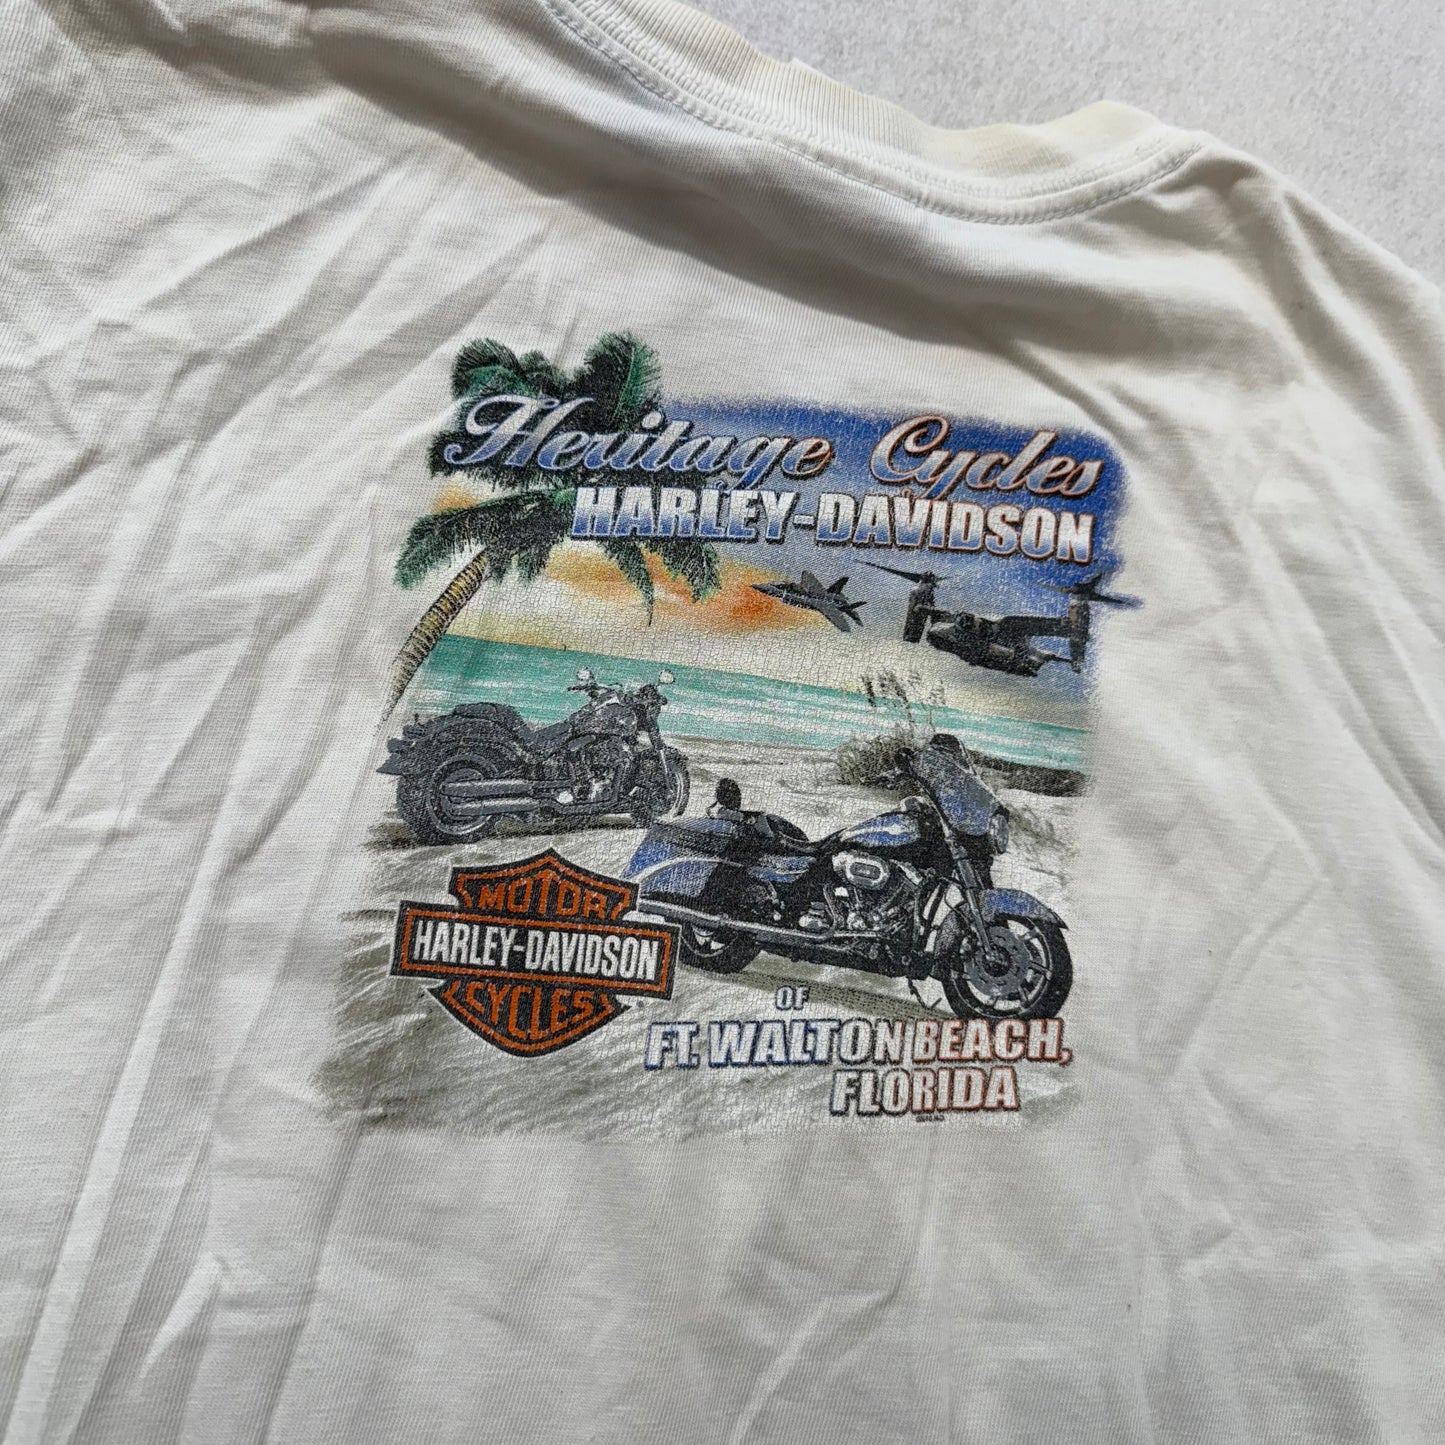 Heritage Cycles
HARLEY-DAVIDSON
MOTOR
HARLEY-DAVIDSON
CYCLES
OF
FT. WALTON BEACH,
FLORIDA